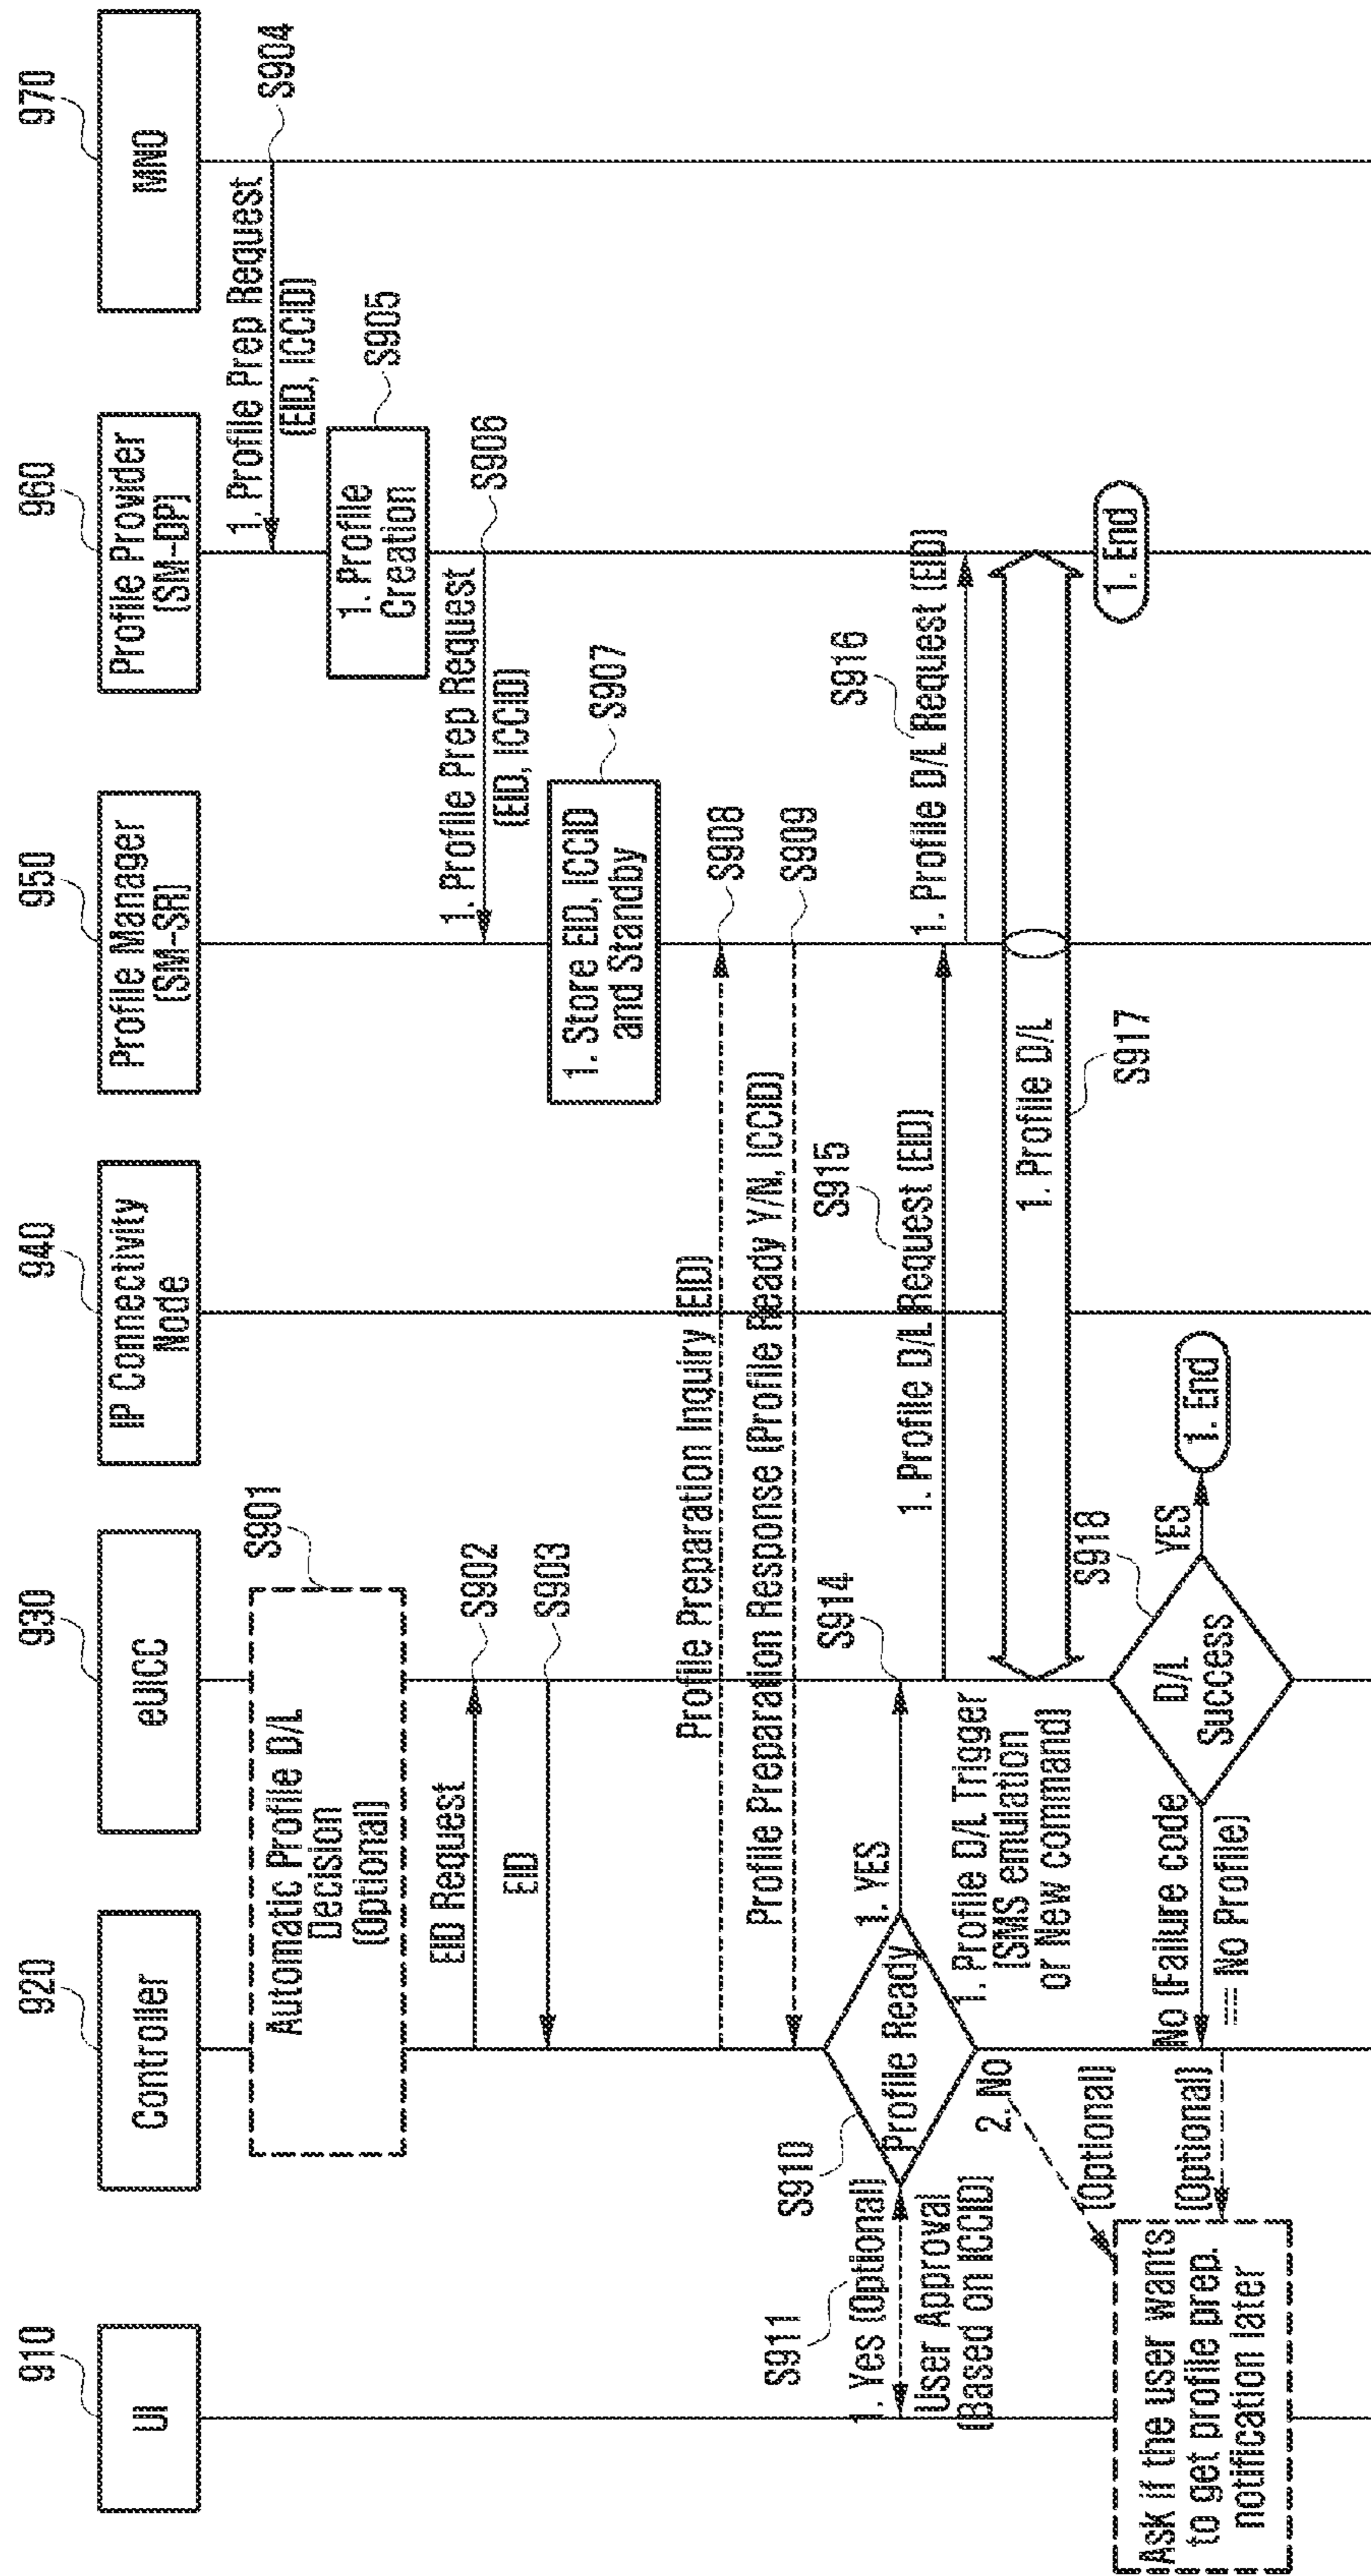 910
920
930
940
950
960
970
UI
Controller
eUICC
IP Connectivity
Node
Profile Manager
(SM-SR)
Profile Provider
(SM-DP)
MNO
S901
Automatic Profile D/L
Decision
(Optional)
EID Request
S902
EID
S903
1. Profile Prep Request
(EID, ICCID)
S904
1. Profile
Creation
S905
1. Profile Prep Request
(EID, ICCID)
S906
1. Store EID, ICCID
and Standby
S907
Profile Preparation Inquiry (EID)
S908
Profile Preparation Response (Profile Ready Y/N, ICCID)
S909
S910
Profile Ready
S911
1. Yes (Optional)
User Approval
(Based on ICCID)
1. YES
S914
1. Profile D/L Trigger
(SMS emulation
or New command)
2. No
(Optional)
S915
1. Profile D/L Request (EID)
S916
1. Profile D/L Request (EID)
1. Profile D/L
S917
1. End
S918
D/L
Success
YES
1. End
No (Failure code
== No Profile)
(Optional)
Ask if the user wants
to get profile prep.
notification later